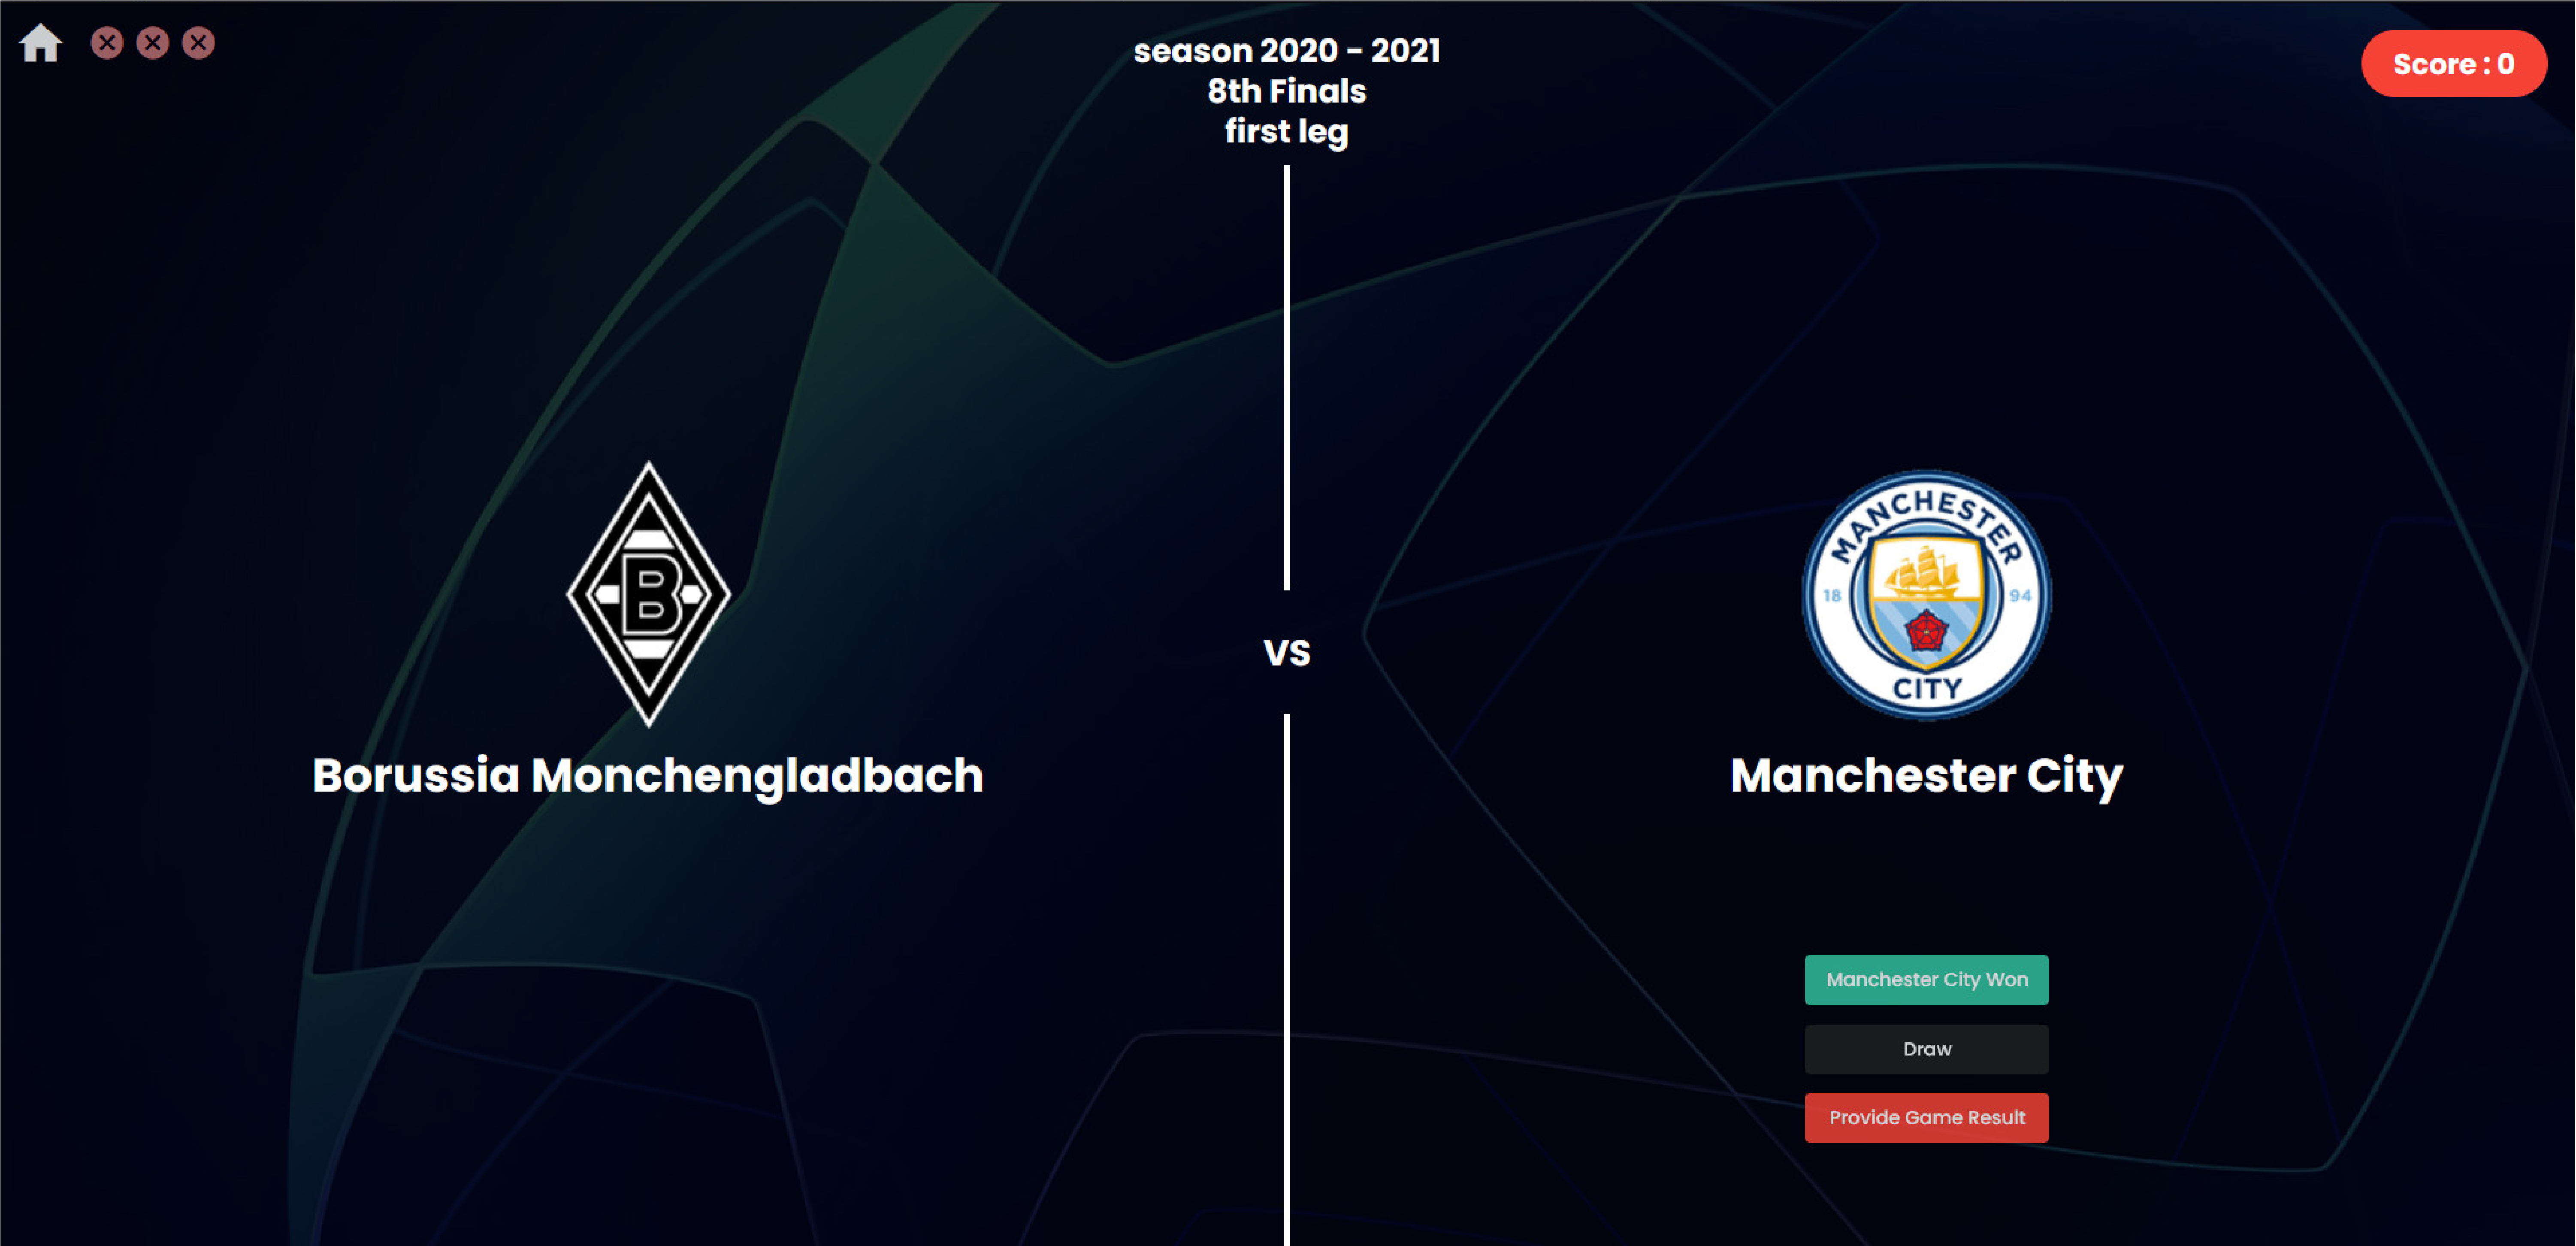 season 2020 - 2021
8th Finals
first leg
Score : 0
B
Borussia Monchengladbach
VS
MANCHESTER
18 94
CITY
Manchester City
Manchester City Won
Draw
Provide Game Result